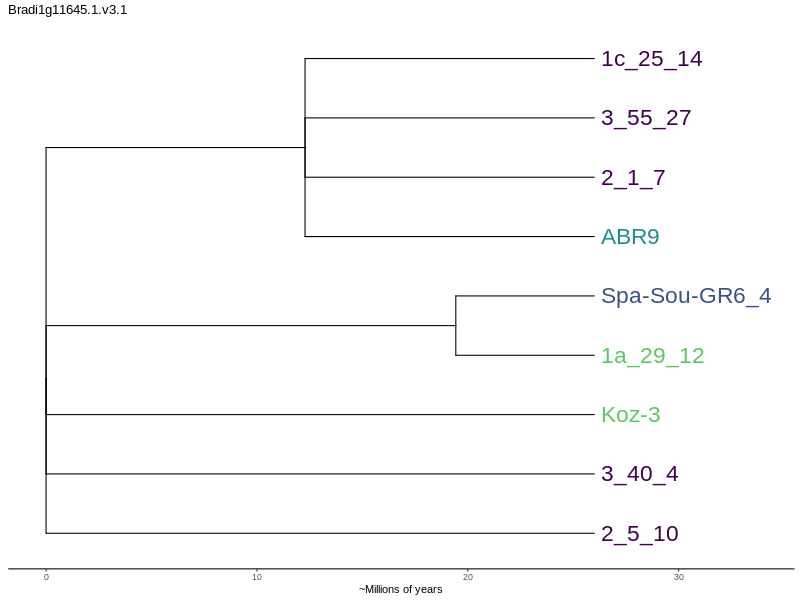 Bradi1g11645.1.v3.1
1c_25_14
3_55_27
2_1_7
ABR9
Spa-Sou-GR6_4
1a_29_12
Koz-3
3_40_4
2_5_10
0 10 20 30
~Millions of years